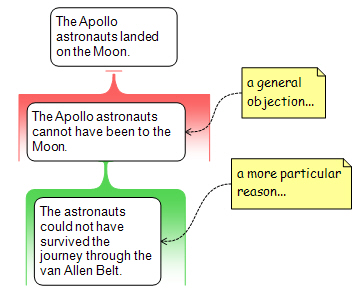 The Apollo
astronauts landed
on the Moon.
a general
objection...
The Apollo astronauts
cannot have been to the
Moon.
a more particular
reason...
The astronauts
could not have
survived the
journey through the
van Allen Belt.